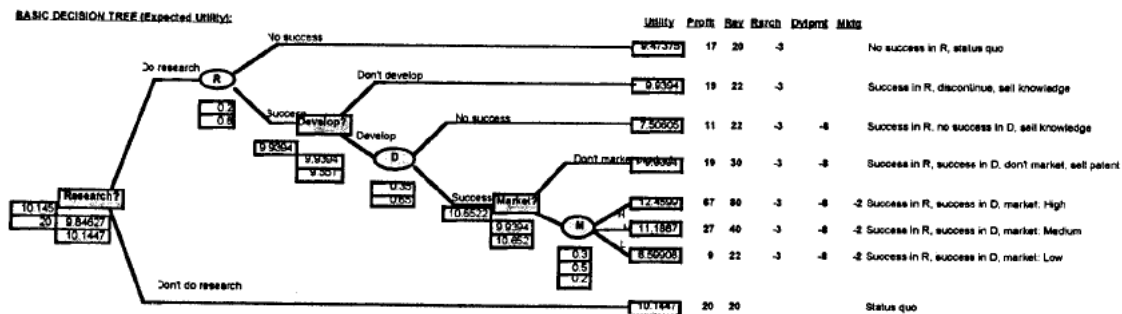 BASIC DECISION TREE (Expected Utility):
Utility Profit Rev Rsrch Dvlpmt Mktg
No success
9.47375 17 20 -3 No success in R, status quo
Do research
R
Don't develop
9.9394 19 22 -3 Success in R, discontinue, sell knowledge
0.2
0.8
Success
Develop?
Develop
No success
7.50605 11 22 -3 -8 Success in R, no success in D, sell knowledge
9.9394
9.9394
9.551
D
Don't market
19 30 -3 -8 Success in R, success in D, don't market, sell patent
0.35
0.65
Research?
Success
Market?
10.6522
10.145
20
9.84627
10.1447
9.9394
10.652
M
H
12.4599 67 80 -3 -8 -2 Success in R, success in D, market: High
11.1887 27 40 -3 -8 -2 Success in R, success in D, market: Medium
L
8.59908 9 22 -3 -8 -2 Success in R, success in D, market: Low
0.3
0.5
0.2
Don't do research
10.1447 20 20 Status quo